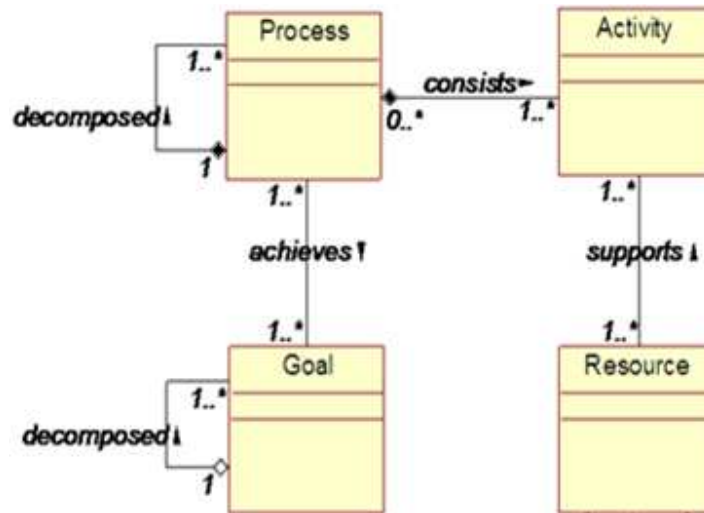 Process
Activity
1..*
consists
decomposed
0..*
1..*
1
1..*
1..*
achieves
supports
1..*
1..*
Goal
Resource
1..*
decomposed
1